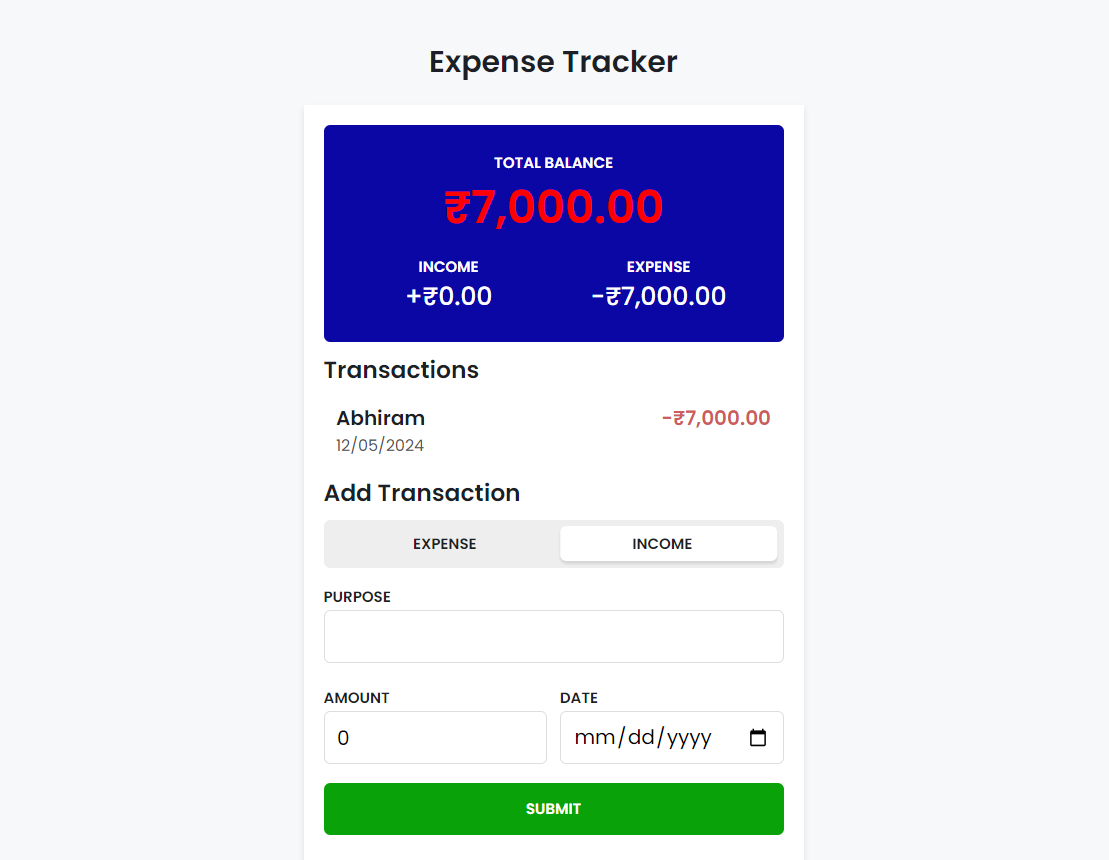 Expense Tracker
TOTAL BALANCE
₹7,000.00
INCOME
EXPENSE
+₹0.00
-₹7,000.00
Transactions
Abhiram
-₹7,000.00
12/05/2024
Add Transaction
EXPENSE
INCOME
PURPOSE
AMOUNT
DATE
0
mm/dd/yyyy
SUBMIT